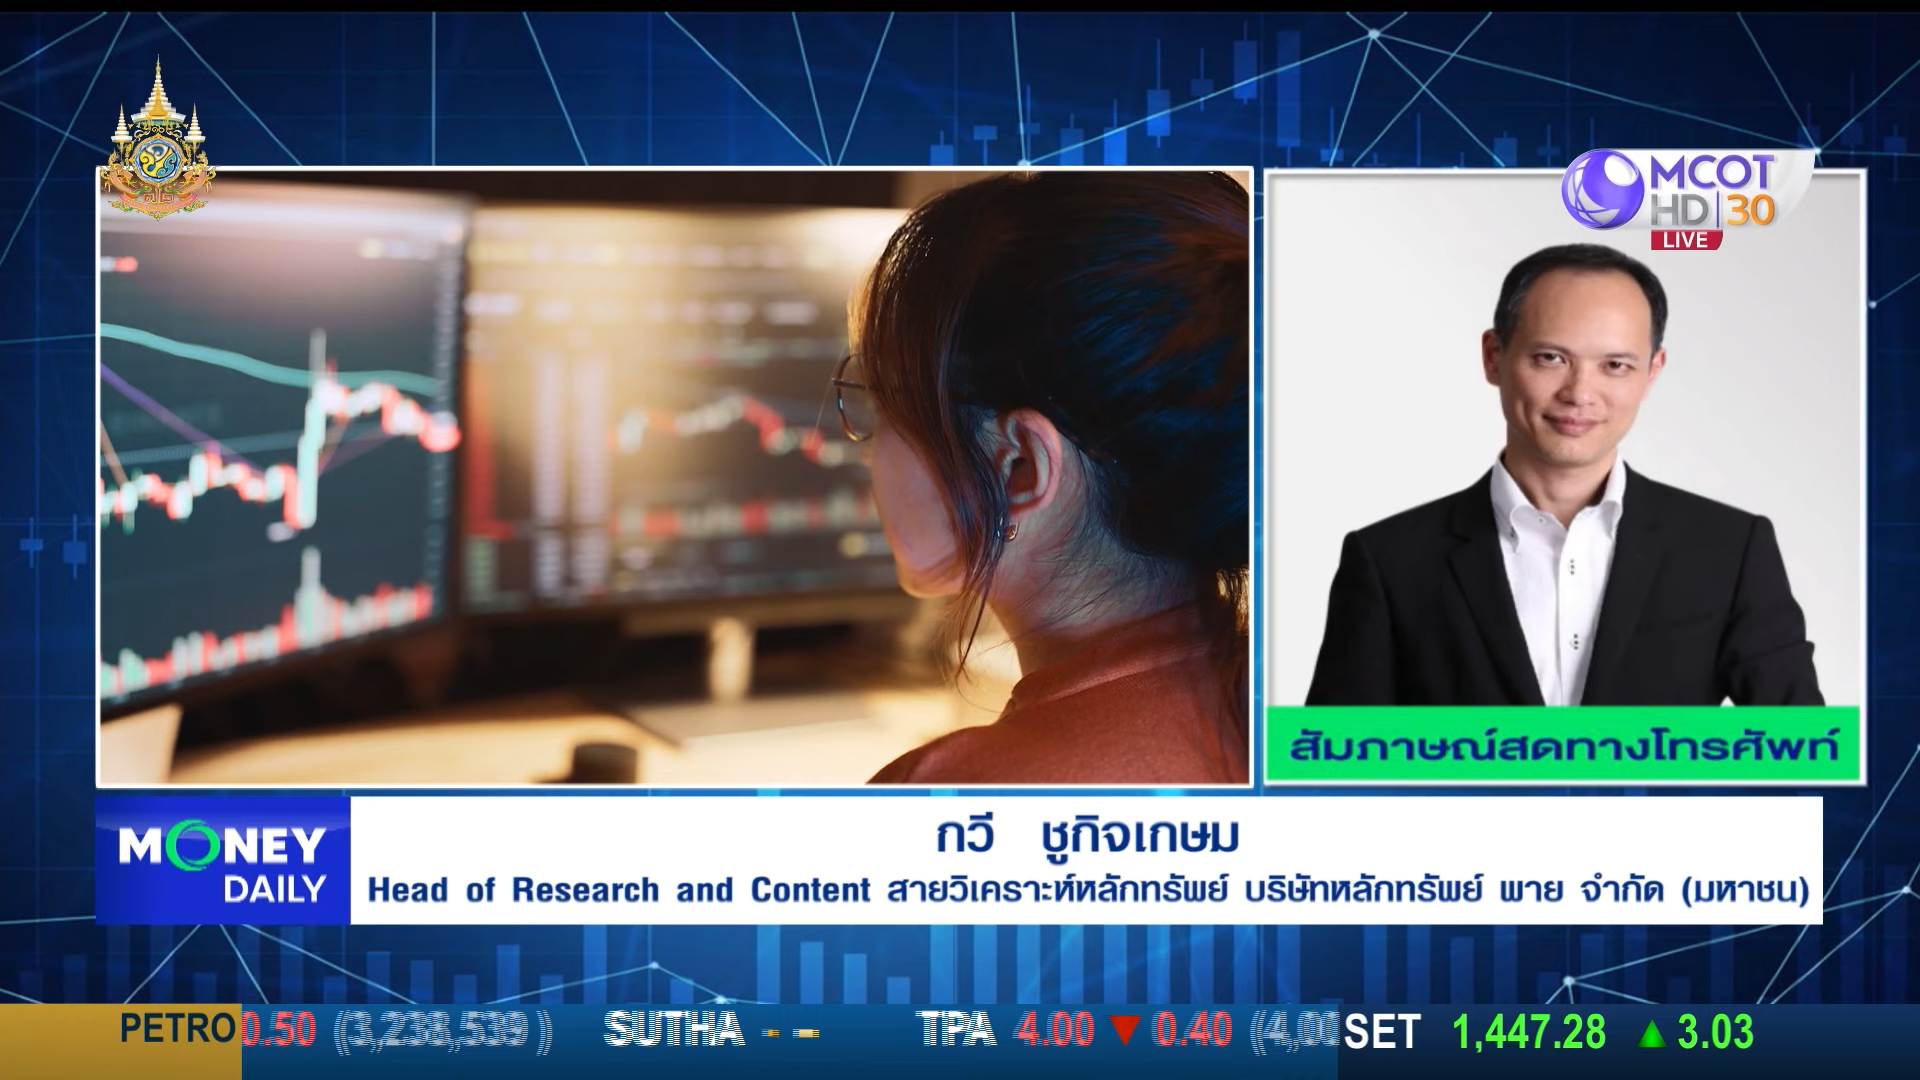 MCOT
HD 30
LIVE
สัมภาษณ์สดทางโทรศัพท์
MONEY
DAILY
กวี ชูกิจเกษม
Head of Research and Content สายวิเคราะห์หลักทรัพย์ บริษัทหลักทรัพย์ พาย จำกัด (มหาชน)
PETRO 0.50 (3,238,539 ) SUTHA - - TPA 4.00 ▼ 0.40 (4,00 SET 1,447.28 ▲ 3.03